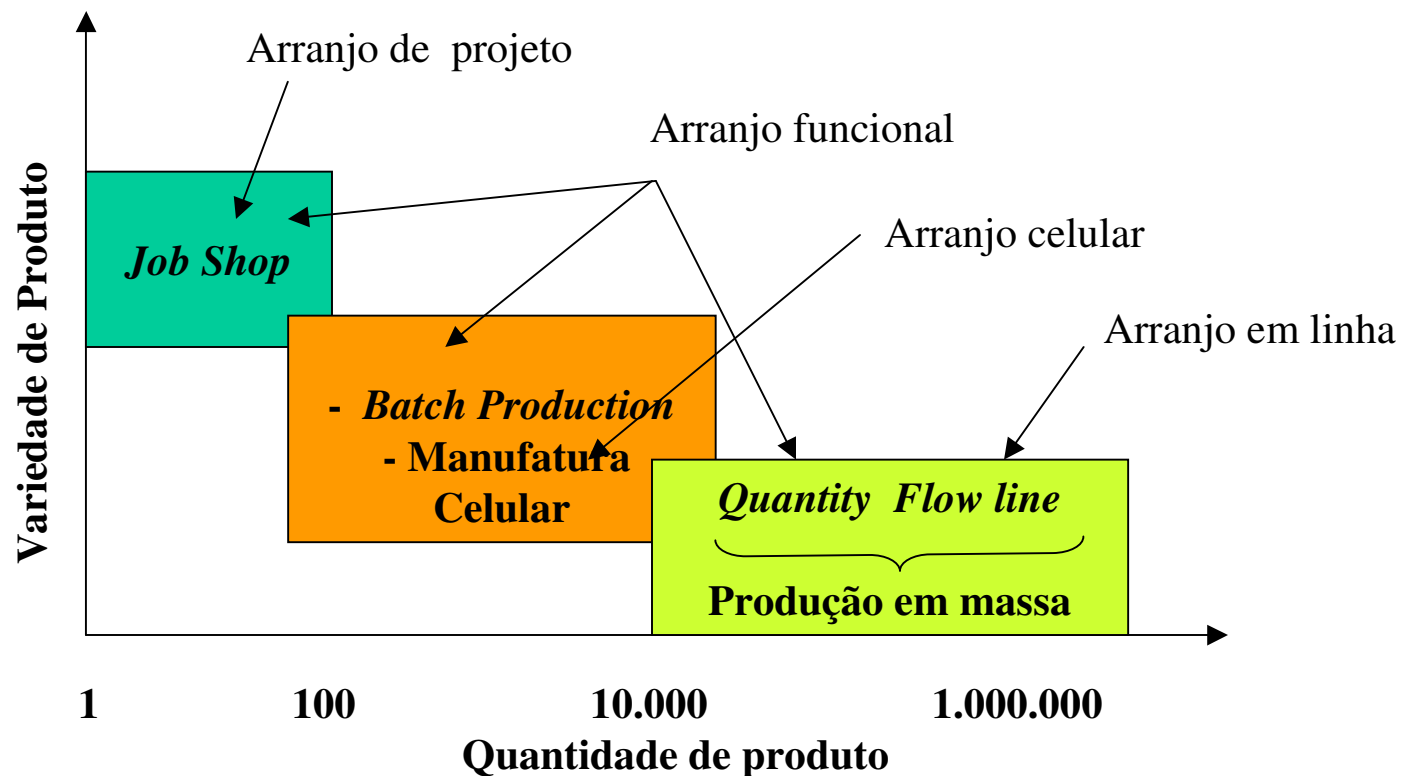 Arranjo de projeto
Arranjo funcional
Arranjo celular
Arranjo em linha
Variedade de Produto
Job Shop
- Batch Production
- Manufatura
Celular
Quantity Flow line
Produção em massa
1 100 10.000 1.000.000
Quantidade de produto